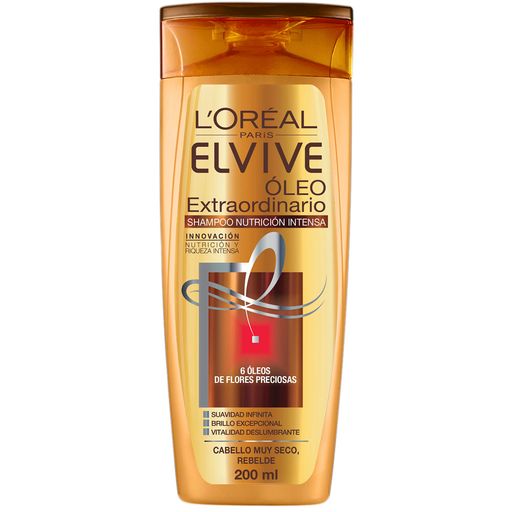 L'ORÉAL
PARIS
ELVIVE
ÓLEO
Extraordinario
SHAMPOO NUTRICIÓN INTENSA
INNOVACIÓN
NUTRICIÓN Y
RIQUEZA INTENSA
6 ÓLEOS
DE FLORES PRECIOSAS
SUAVIDAD INFINITA
BRILLO EXCEPCIONAL
VITALIDAD DESLUMBRANTE
CABELLO MUY SECO,
REBELDE
200 ml